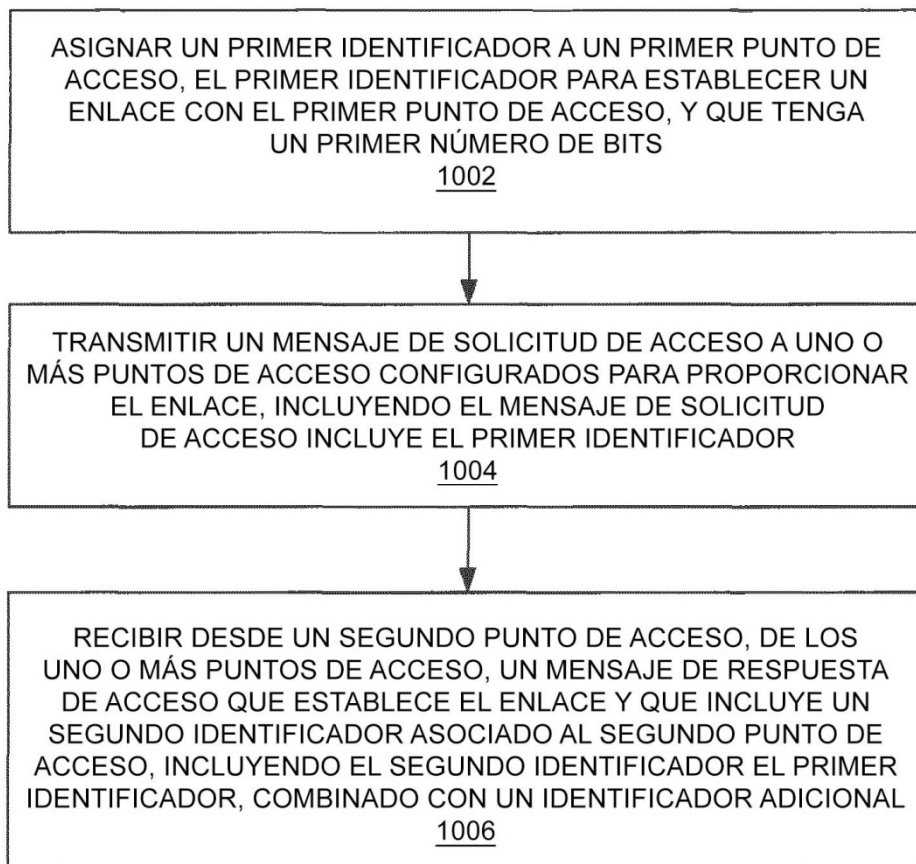 ASIGNAR UN PRIMER IDENTIFICADOR A UN PRIMER PUNTO DE
ACCESO, EL PRIMER IDENTIFICADOR PARA ESTABLECER UN
ENLACE CON EL PRIMER PUNTO DE ACCESO, Y QUE TENGA
UN PRIMER NÚMERO DE BITS
1002
TRANSMITIR UN MENSAJE DE SOLICITUD DE ACCESO A UNO O
MÁS PUNTOS DE ACCESO CONFIGURADOS PARA PROPORCIONAR
EL ENLACE, INCLUYENDO EL MENSAJE DE SOLICITUD
DE ACCESO INCLUYE EL PRIMER IDENTIFICADOR
1004
RECIBIR DESDE UN SEGUNDO PUNTO DE ACCESO, DE LOS
UNO O MÁS PUNTOS DE ACCESO, UN MENSAJE DE RESPUESTA
DE ACCESO QUE ESTABLECE EL ENLACE Y QUE INCLUYE UN
SEGUNDO IDENTIFICADOR ASOCIADO AL SEGUNDO PUNTO DE
ACCESO, INCLUYENDO EL SEGUNDO IDENTIFICADOR EL PRIMER
IDENTIFICADOR, COMBINADO CON UN IDENTIFICADOR ADICIONAL
1006